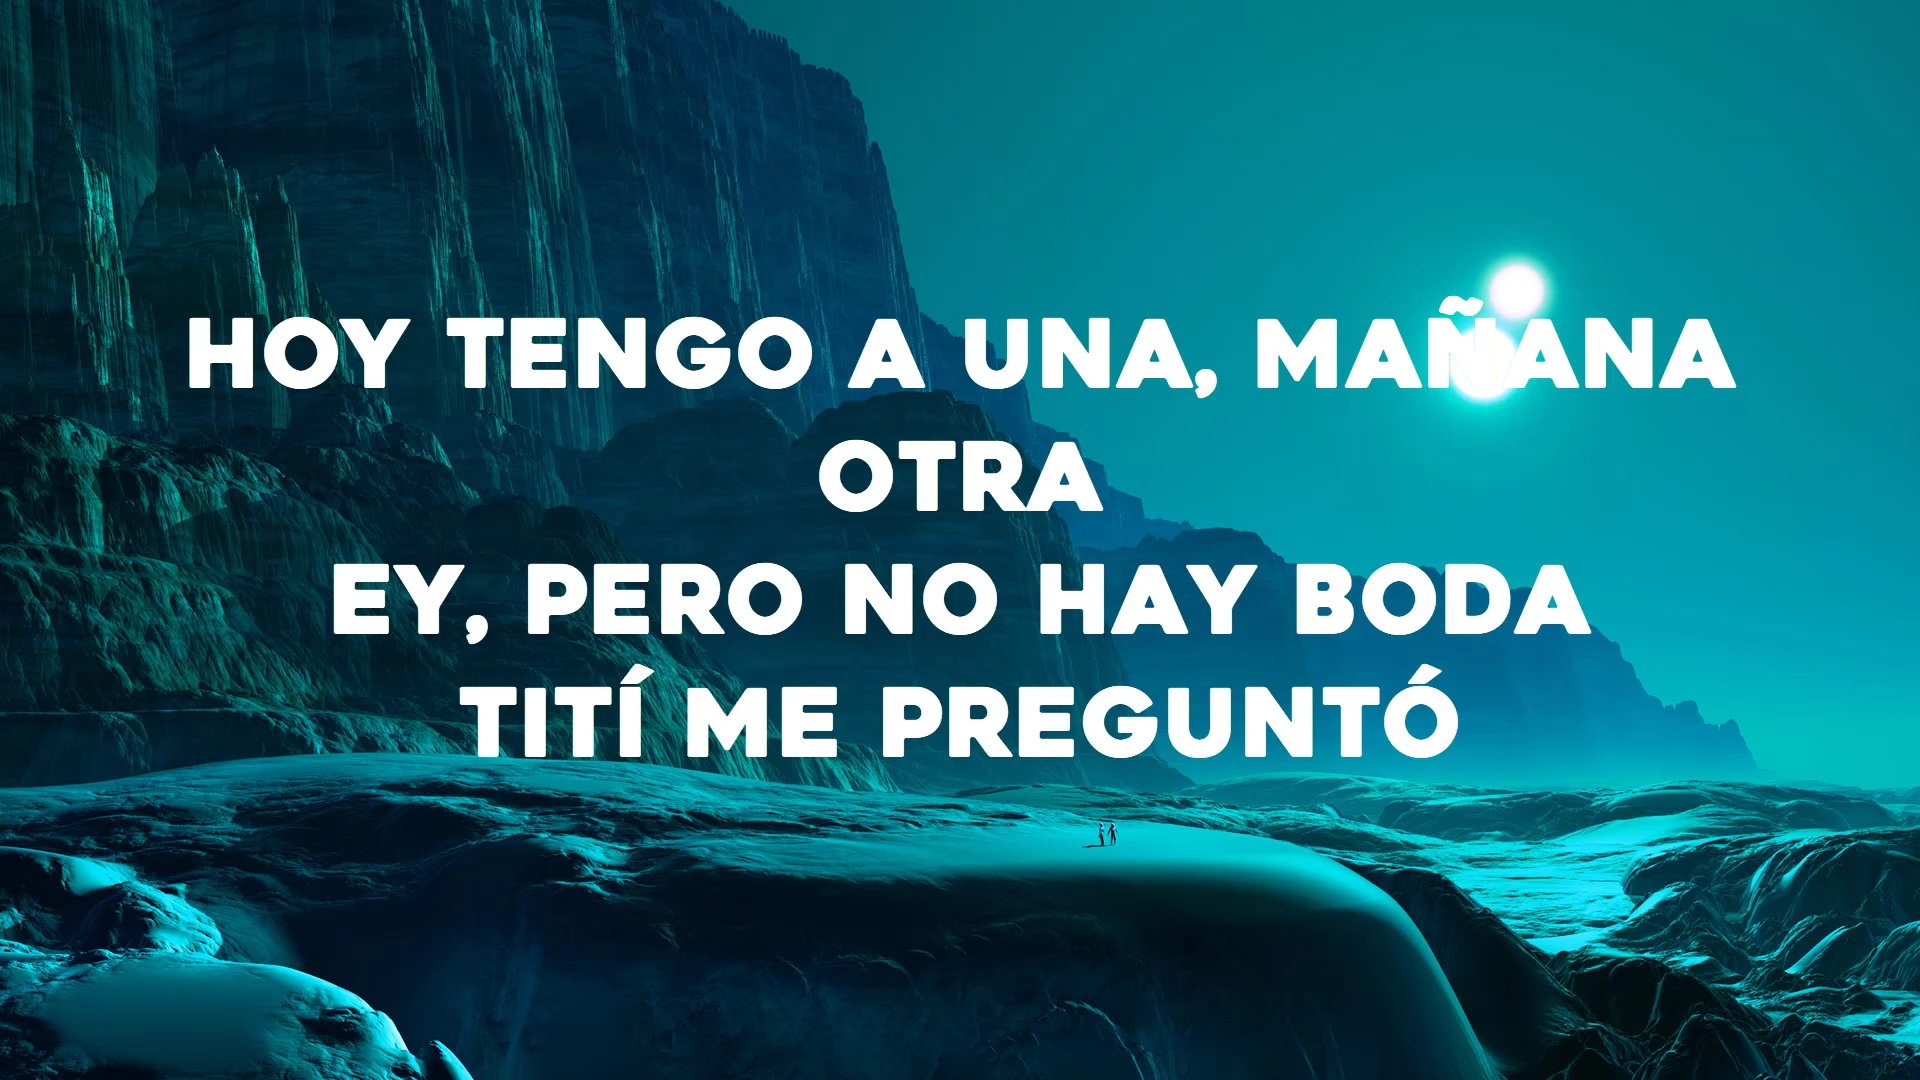 HOY TENGO A UNA, MAÑANA
OTRA
EY, PERO NO HAY BODA
TITÍ ME PREGUNTÓ